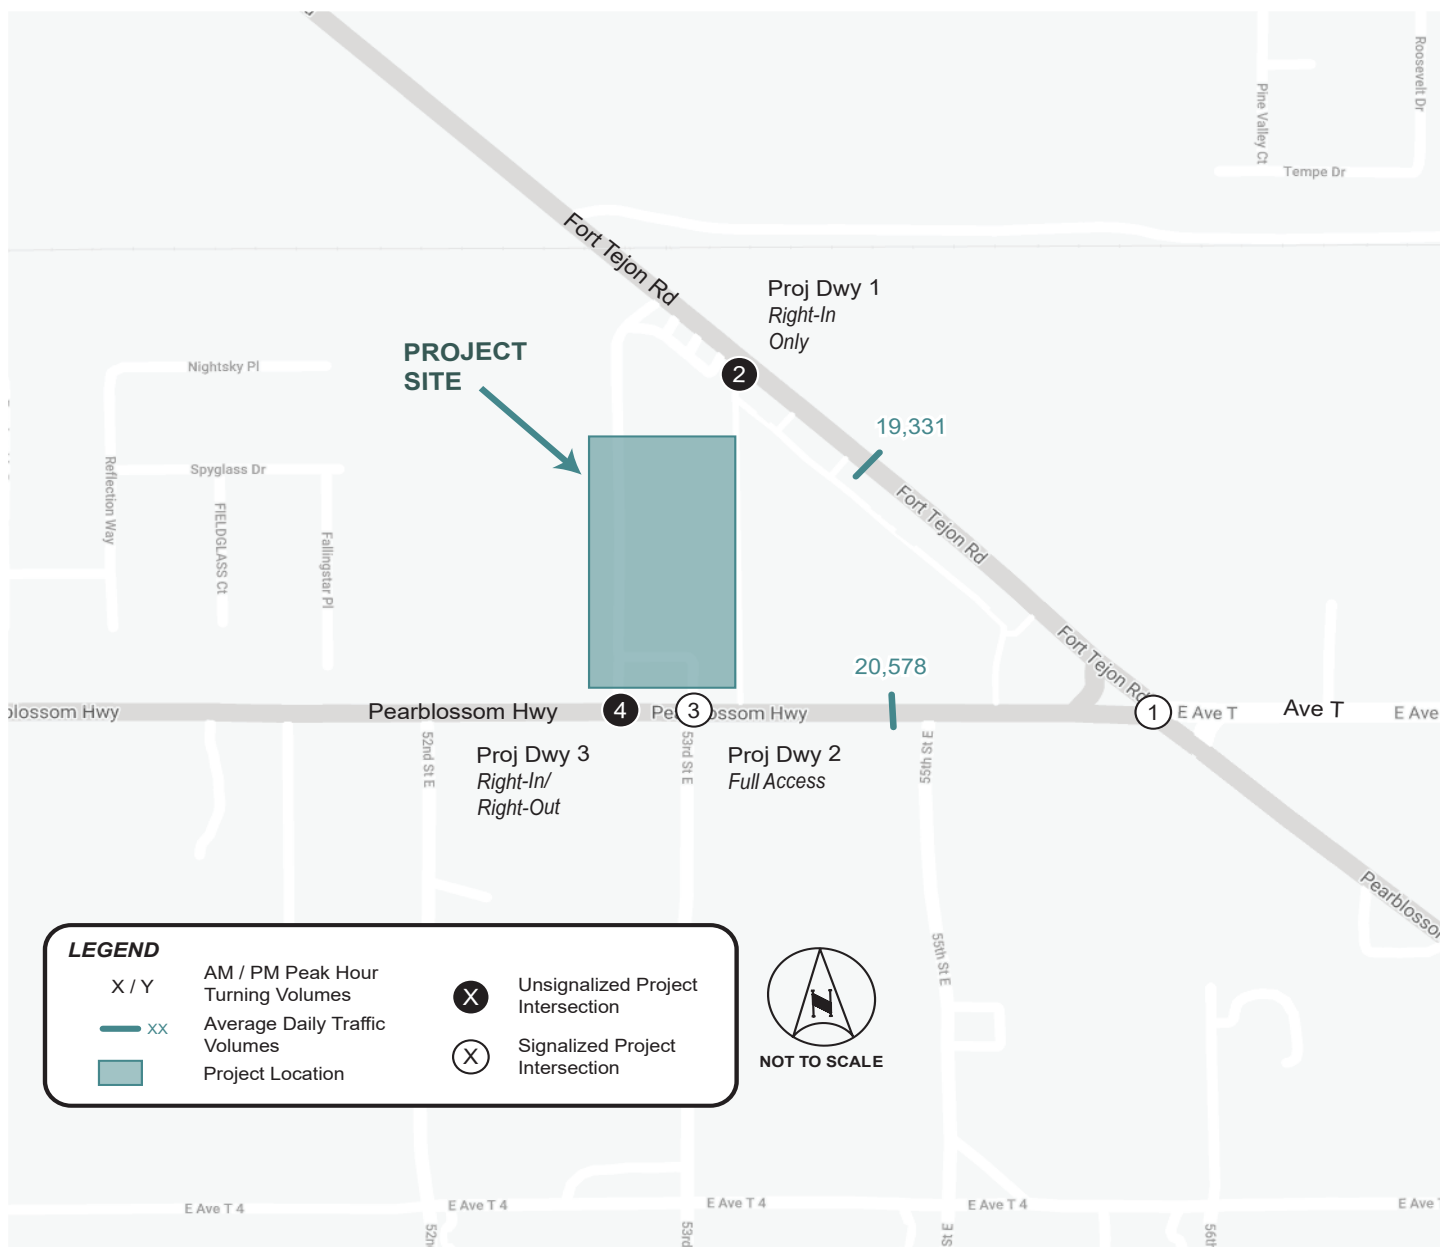 Roosevelt Dr
Pine Valley Ct
Tempe Dr
Fort Tejon Rd
Proj Dwy 1
Right-In
Only
PROJECT
SITE
2
Nightsky Pl
19,331
Reflection Way
Spyglass Dr
FIELDGLASS Ct
Fallingstar Pl
Fort Tejon Rd
Fort Tejon Rd
20,578
blossom Hwy
Pearblossom Hwy
4
3
Hwy
1
E Ave T
Ave T
E Ave
52nd St E
Proj Dwy 3
Right-In/
Right-Out
53rd St E
Proj Dwy 2
Full Access
55th St E
Pearblosso
55th St E
LEGEND
X / Y
AM / PM Peak Hour
Turning Volumes
XX
Average Daily Traffic
Volumes
Project Location
X
Unsignalized Project
Intersection
X
Signalized Project
Intersection
N
NOT TO SCALE
E Ave T 4
E Ave T 4
E Ave T 4
E Ave T 4
E Ave
52n
53rd
St E
56th